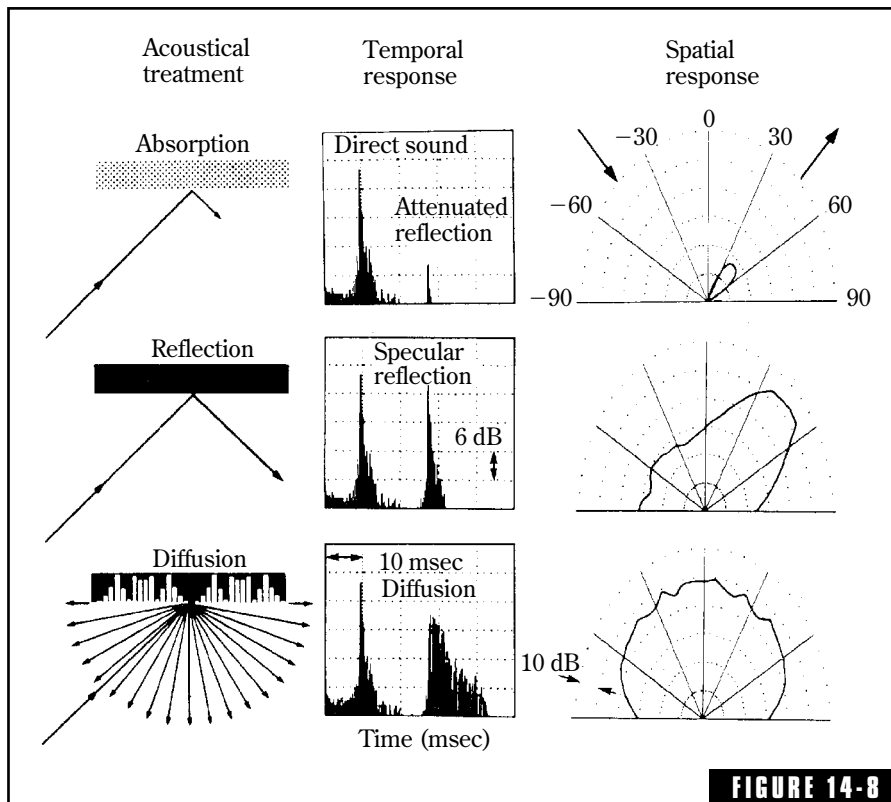 Acoustical treatment
Temporal response
Spatial response
Absorption
Direct sound
Attenuated reflection
0
−30
30
−60
60
−90
90
Reflection
Specular reflection
6 dB
Diffusion
10 msec
Diffusion
10 dB
Time (msec)
FIGURE 14-8